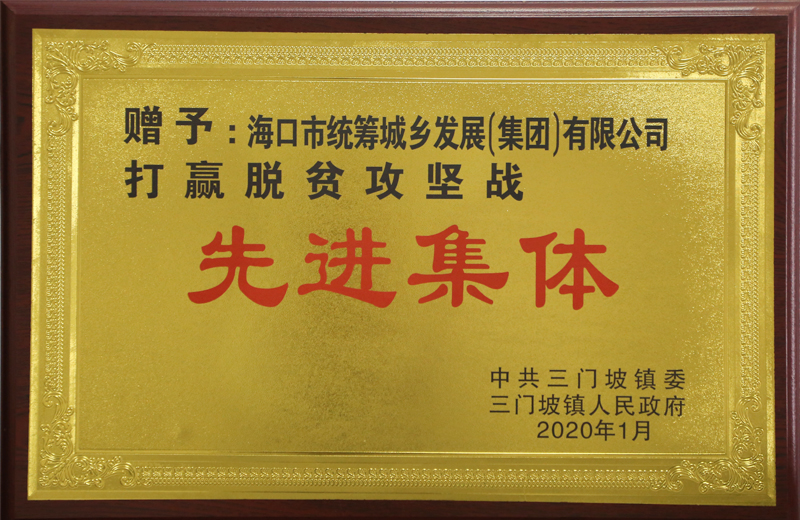 赠予：海口市统筹城乡发展(集团)有限公司
打赢脱贫攻坚战
先进集体
中共三门坡镇委
三门坡镇人民政府
2020年1月